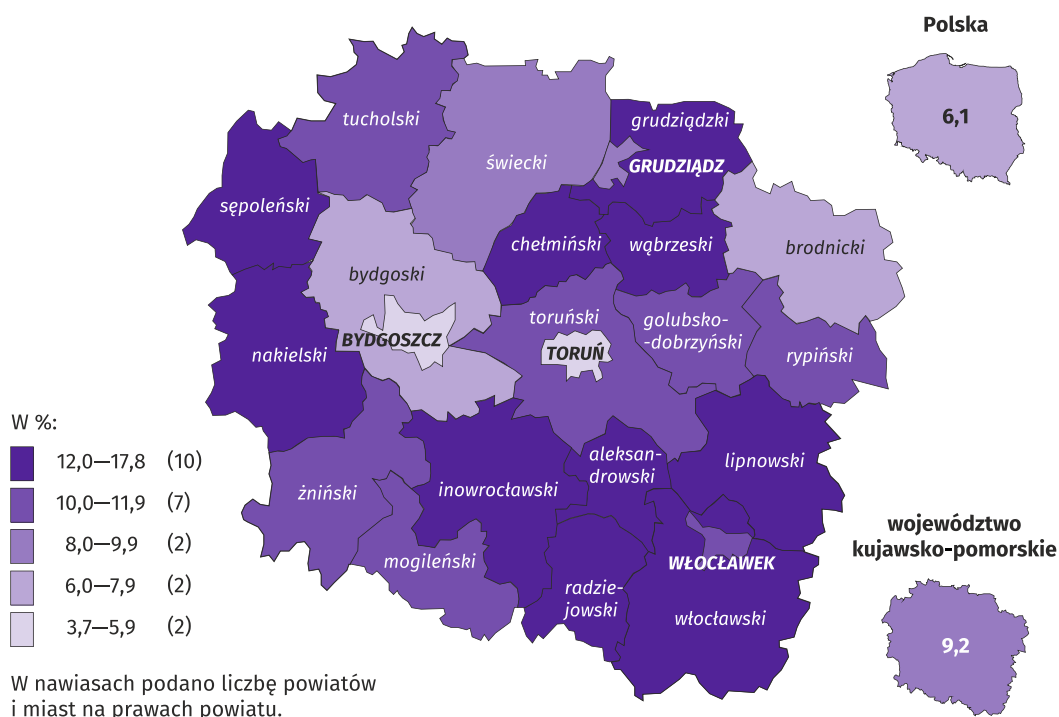 Polska
6,1
tucholski
grudziądzki
świecki
GRUDZIĄDZ
sępoleński
chełmiński
wąbrzeski
brodnicki
bydgoski
toruński
golubsko-
-dobrzyński
BYDGOSZCZ
TORUŃ
nakielski
rypiński
aleksan-
drowski
lipnowski
żniński
inowrocławski
mogileński
WŁOCŁAWEK
radzie-
jowski
włocławski
W %:
12,0—17,8 (10)
10,0—11,9 (7)
8,0—9,9 (2)
6,0—7,9 (2)
3,7—5,9 (2)
województwo
kujawsko-pomorskie
9,2
W nawiasach podano liczbę powiatów
i miast na prawach powiatu.